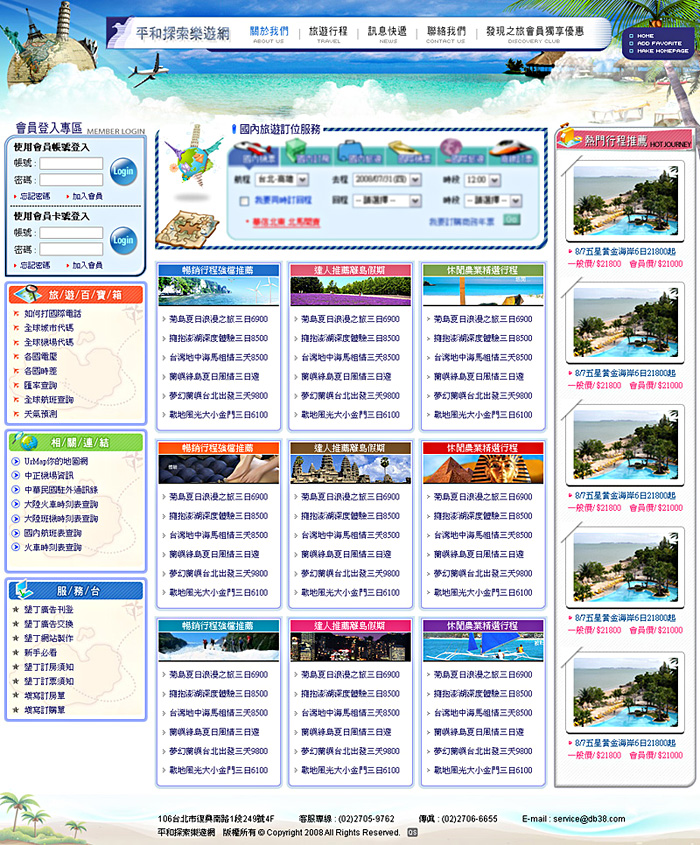 平和探索樂遊網
關於我們 旅遊行程 訊息快遞 聯絡我們 發現之旅會員獨享優惠
ABOUT US TRAVEL NEWS CONTACT US DISCOVERY CLUB
HOME
ADD FAVORITE
MAKE HOMEPAGE
會員登入專區 MEMBER LOGIN
使用會員帳號登入
帳號：
密碼：
Login
忘記密碼 加入會員
使用會員卡號登入
帳號：
密碼：
Login
忘記密碼 加入會員
旅/遊/百/寶/箱
如何打國際電話
全球城市代碼
全球機場代碼
各國電壓
各國時差
匯率查詢
全球航班查詢
天氣預測
相/關/連/結
UrMap你的地圖網
中正機場資訊
中華民國駐外通訊錄
大陸火車時刻表查詢
大陸班機時刻表查詢
國內航班表查詢
火車時刻表查詢
服/務/台
墾丁廣告刊登
墾丁廣告交換
墾丁網站製作
新手必看
墾丁訂房須知
墾丁訂票須知
填寫訂房單
填寫訂購單
國內旅遊訂位服務
航程 台北-高雄 去程 2008/07/31(四) 時段 12:00
我要同時訂回程 回程 --請選擇-- 時段 --請選
Go
暢銷行程強檔推薦
菊島夏日浪漫之旅三日6900
擁抱澎湖深度體驗三日8500
台灣地中海馬祖情三天8500
蘭嶼綠島夏日風情三日遊
夢幻蘭嶼台北出發三天9800
戰地風光大小金門三日6100
達人推薦離島假期
菊島夏日浪漫之旅三日6900
擁抱澎湖深度體驗三日8500
台灣地中海馬祖情三天8500
蘭嶼綠島夏日風情三日遊
夢幻蘭嶼台北出發三天9800
戰地風光大小金門三日6100
休閒農業精選行程
菊島夏日浪漫之旅三日6900
擁抱澎湖深度體驗三日8500
台灣地中海馬祖情三天8500
蘭嶼綠島夏日風情三日遊
夢幻蘭嶼台北出發三天9800
戰地風光大小金門三日6100
暢銷行程強檔推薦
菊島夏日浪漫之旅三日6900
擁抱澎湖深度體驗三日8500
台灣地中海馬祖情三天8500
蘭嶼綠島夏日風情三日遊
夢幻蘭嶼台北出發三天9800
戰地風光大小金門三日6100
達人推薦離島假期
菊島夏日浪漫之旅三日6900
擁抱澎湖深度體驗三日8500
台灣地中海馬祖情三天8500
蘭嶼綠島夏日風情三日遊
夢幻蘭嶼台北出發三天9800
戰地風光大小金門三日6100
休閒農業精選行程
菊島夏日浪漫之旅三日6900
擁抱澎湖深度體驗三日8500
台灣地中海馬祖情三天8500
蘭嶼綠島夏日風情三日遊
夢幻蘭嶼台北出發三天9800
戰地風光大小金門三日6100
暢銷行程強檔推薦
菊島夏日浪漫之旅三日6900
擁抱澎湖深度體驗三日8500
台灣地中海馬祖情三天8500
蘭嶼綠島夏日風情三日遊
夢幻蘭嶼台北出發三天9800
戰地風光大小金門三日6100
達人推薦離島假期
菊島夏日浪漫之旅三日6900
擁抱澎湖深度體驗三日8500
台灣地中海馬祖情三天8500
蘭嶼綠島夏日風情三日遊
夢幻蘭嶼台北出發三天9800
戰地風光大小金門三日6100
休閒農業精選行程
菊島夏日浪漫之旅三日6900
擁抱澎湖深度體驗三日8500
台灣地中海馬祖情三天8500
蘭嶼綠島夏日風情三日遊
夢幻蘭嶼台北出發三天9800
戰地風光大小金門三日6100
熱門行程推薦 HOT JOURNEY
8/7五星黃金海岸6日21800起
一般價/$21800 會員價/$21000
8/7五星黃金海岸6日21800起
一般價/$21800 會員價/$21000
8/7五星黃金海岸6日21800起
一般價/$21800 會員價/$21000
8/7五星黃金海岸6日21800起
一般價/$21800 會員價/$21000
8/7五星黃金海岸6日21800起
一般價/$21800 會員價/$21000
106台北市復興南路1段249號4F 客服專線：(02)2705-9762 傳真：(02)2706-6655 E-mail：service@db38.com
平和探索樂遊網 版權所有 © Copyright 2008 All Rights Reserved.